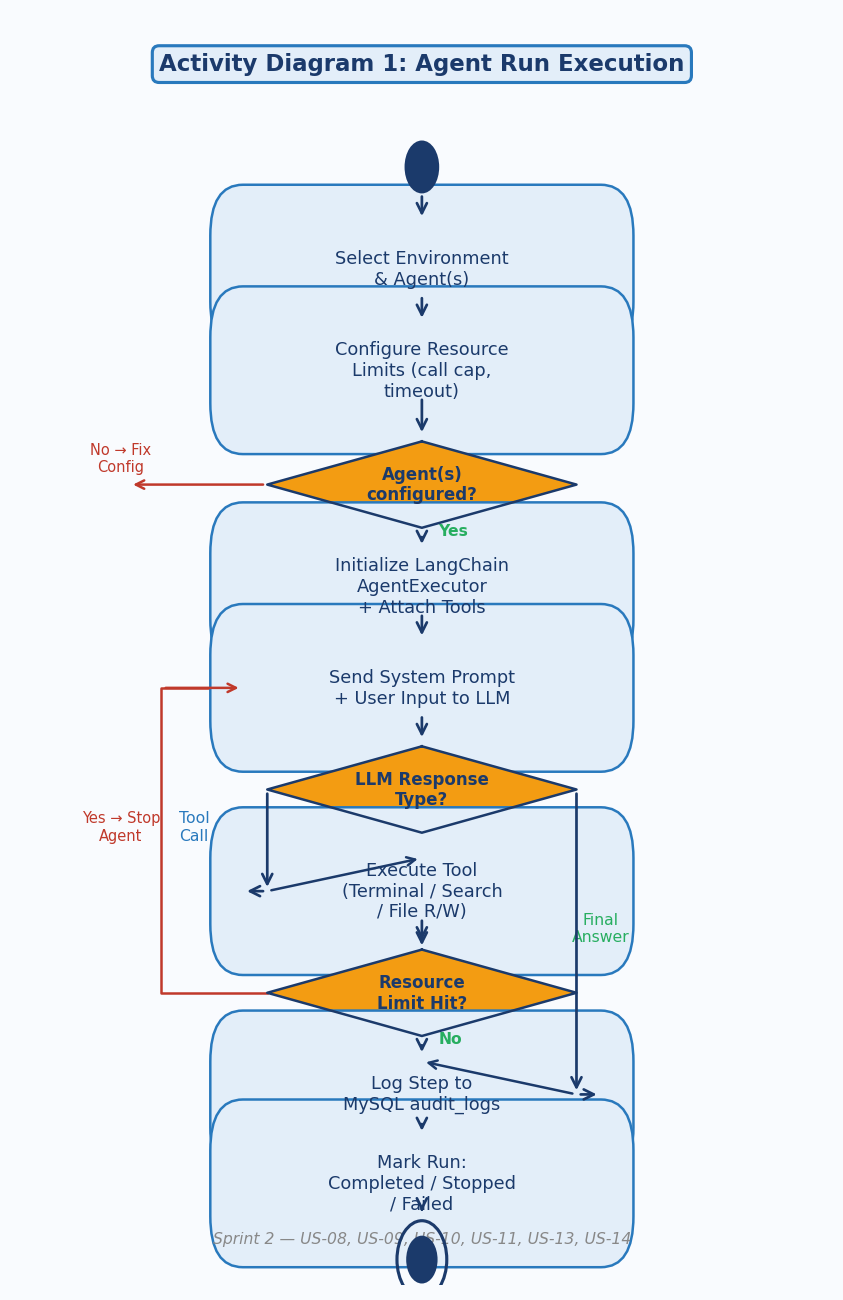 Activity Diagram 1: Agent Run Execution
Select Environment
& Agent(s)
Configure Resource
Limits (call cap,
timeout)
No → Fix
Config
Agent(s)
configured?
Yes
Initialize LangChain
AgentExecutor
+ Attach Tools
Send System Prompt
+ User Input to LLM
LLM Response
Type?
Yes → Stop
Agent
Tool
Call
Execute Tool
(Terminal / Search
/ File R/W)
Final
Answer
Resource
Limit Hit?
No
Log Step to
MySQL audit_logs
Mark Run:
Completed / Stopped
/ Failed
Sprint 2 — US-08, US-09, US-10, US-11, US-13, US-14